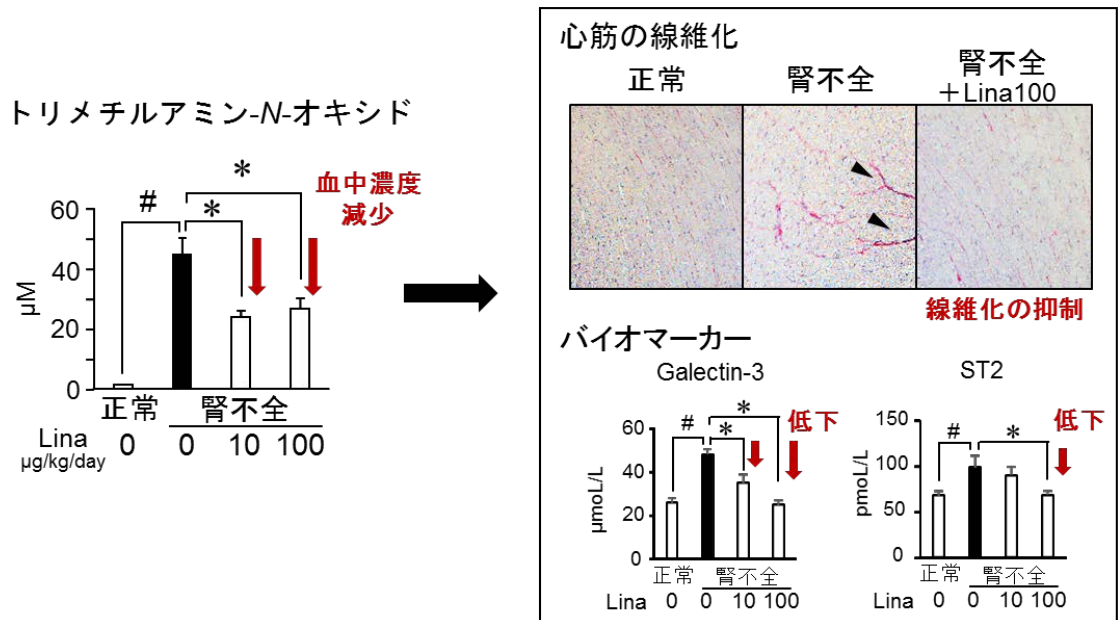 トリメチルアミン-N-オキシド
血中濃度
減少
#
*
*
60
40
20
0
μM
正常
腎不全
Lina
μg/kg/day
0 0 10 100
心筋の線維化
正常
腎不全
腎不全
+Lina100
線維化の抑制
バイオマーカー
Galectin-3
低下
#
*
*
60
40
20
0
μmoL/L
正常
腎不全
Lina 0 0 10 100
ST2
低下
#
*
150
100
50
0
pmoL/L
正常
腎不全
Lina 0 0 10 100